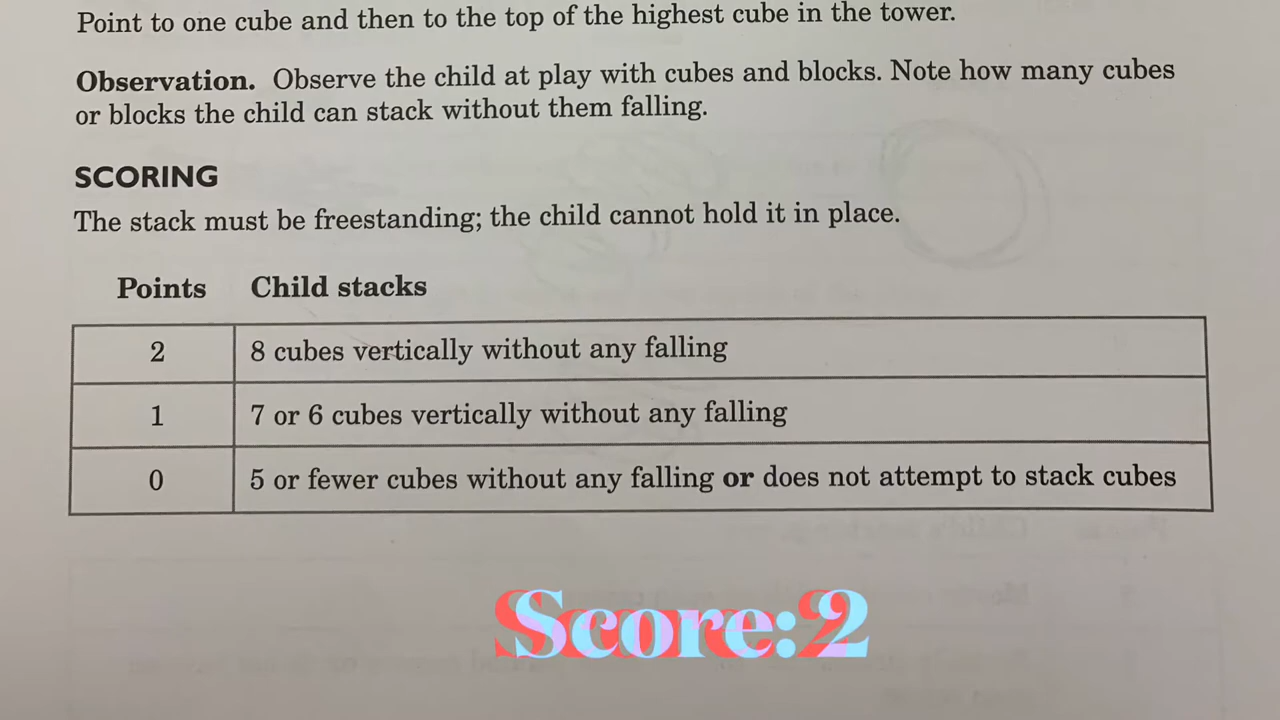 Point to one cube and then to the top of the highest cube in the tower.
Observation. Observe the child at play with cubes and blocks. Note how many cubes
or blocks the child can stack without them falling.
SCORING
The stack must be freestanding; the child cannot hold it in place.
Points Child stacks
2 8 cubes vertically without any falling
1 7 or 6 cubes vertically without any falling
0 5 or fewer cubes without any falling or does not attempt to stack cubes
Score:2